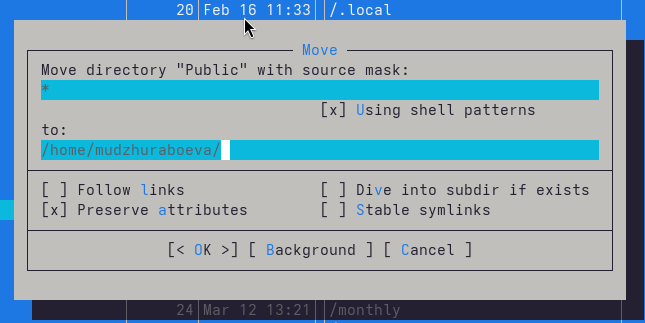 20 Feb 16 11:33 /.local
Move
Move directory "Public" with source mask:
*
[x] Using shell patterns
to:
/home/mudzhuraboeva/
[ ] Follow links [ ] Dive into subdir if exists
[x] Preserve attributes [ ] Stable symlinks
[< OK >] [ Background ] [ Cancel ]
24 Mar 12 13:21 /monthly